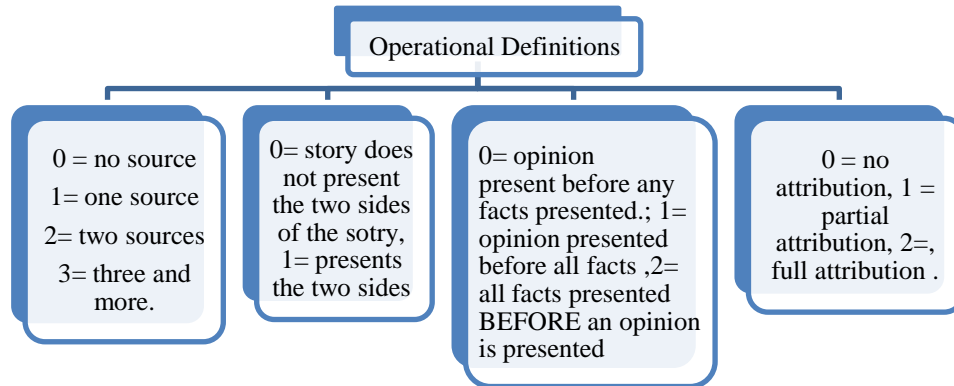 Operational Definitions
0 = no source
1= one source
2= two sources
3= three and
more.
0= story does
not present
the two sides
of the sotry,
1= presents
the two sides
0= opinion
present before any
facts presented.; 1=
opinion presented
before all facts ,2=
all facts presented
BEFORE an opinion
is presented
0 = no
attribution, 1 =
partial
attribution, 2=,
full attribution .